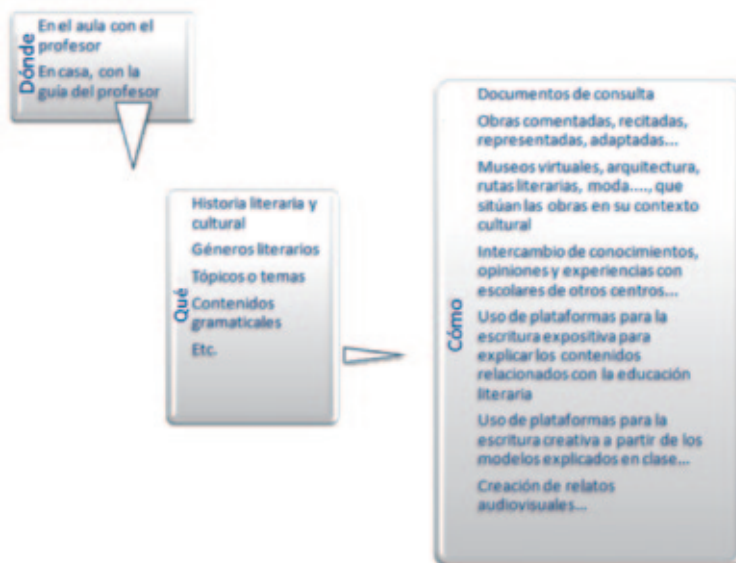 Dónde
En el aula con el
profesor
En casa, con la
guía del profesor
Qué
Historia literaria y
cultural
Géneros literarios
Tópicos o temas
Contenidos
gramaticales
Etc.
Cómo
Documentos de consulta
Obras comentadas, recitadas,
representadas, adaptadas...
Museos virtuales, arquitectura,
rutas literarias, moda...., que
sitúan las obras en su contexto
cultural
Intercambio de conocimientos,
opiniones y experiencias con
escolares de otros centros...
Uso de plataformas para la
escritura expositiva para
explicar los contenidos
relacionados con la educación
literaria
Uso de plataformas para la
escritura creativa a partir de los
modelos explicados en clase...
Creación de relatos
audiovisuales...